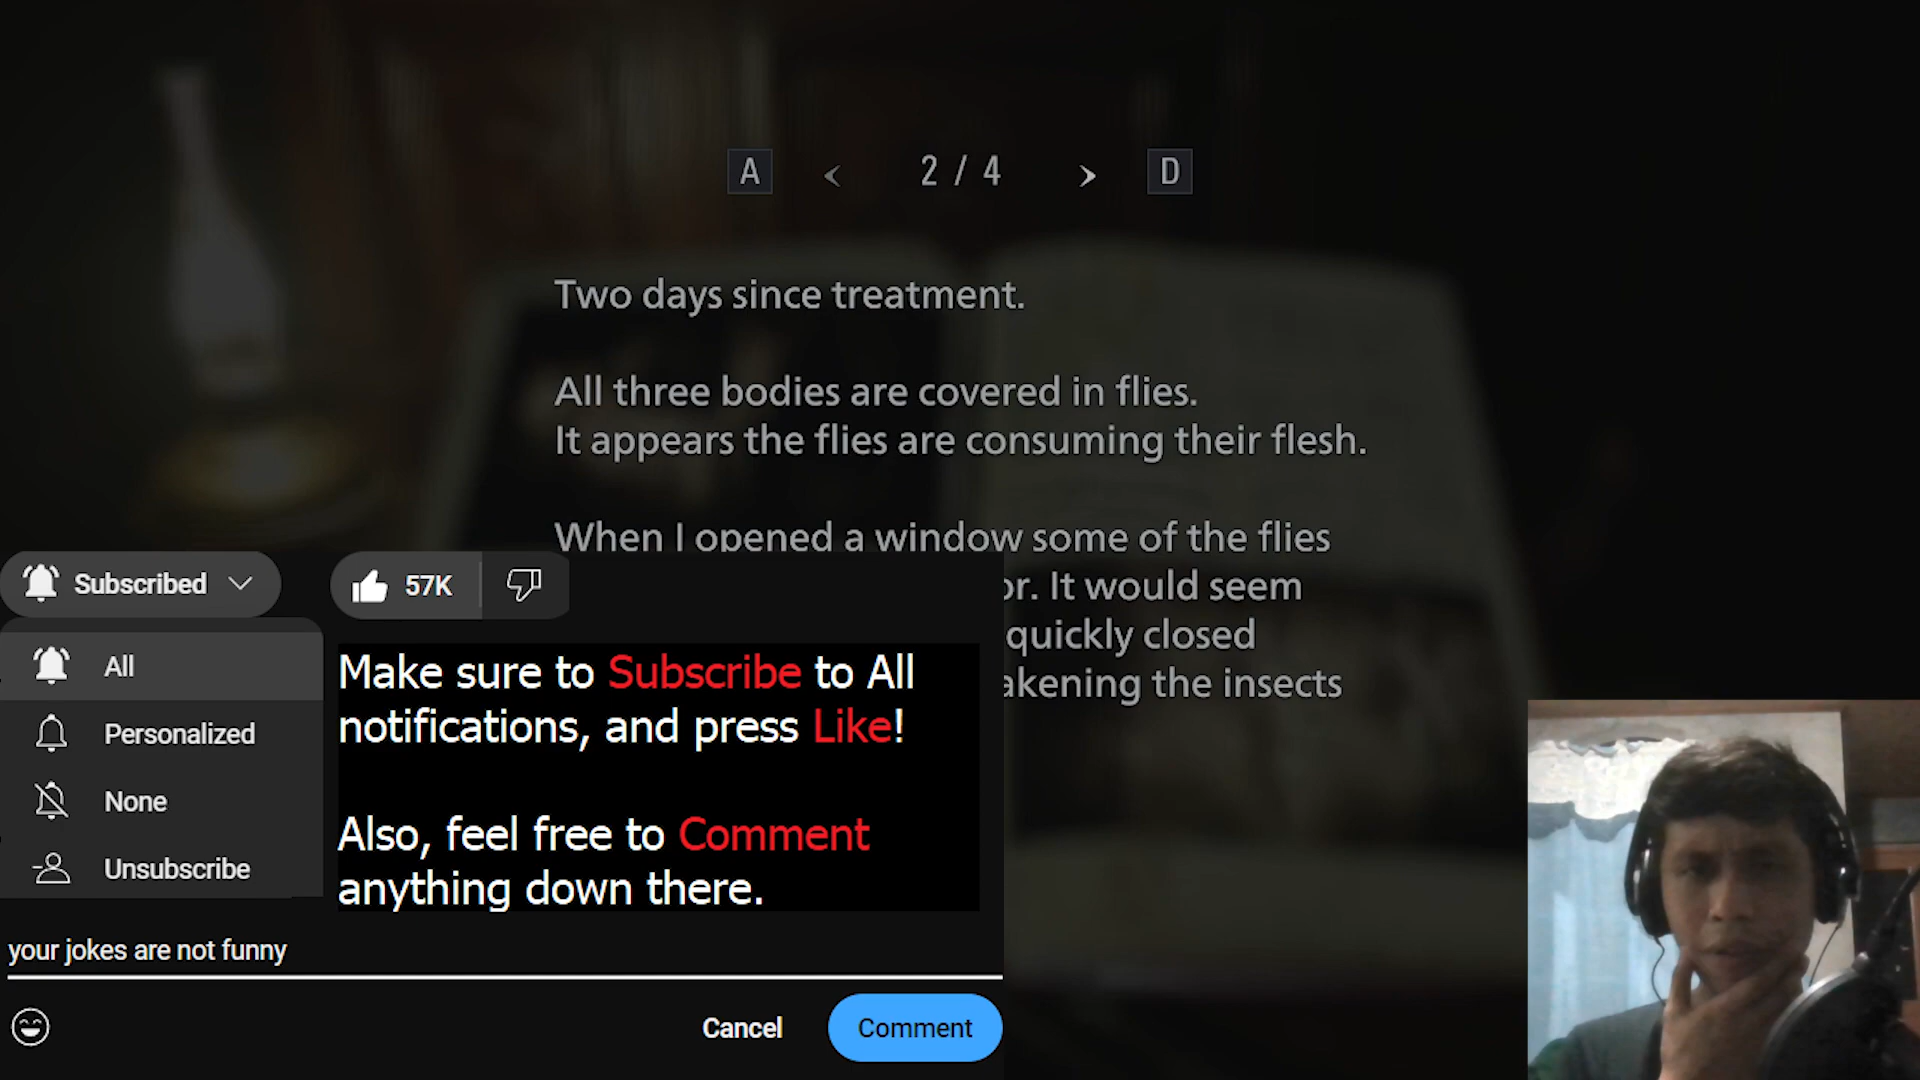 A < 2 / 4 > D
Two days since treatment.
All three bodies are covered in flies.
It appears the flies are consuming their flesh.
When I opened a window some of the flies
or. It would seem
quickly closed
akening the insects
Subscribed
57K
All
Personalized
None
Unsubscribe
Make sure to Subscribe to All
notifications, and press Like!
Also, feel free to Comment
anything down there.
your jokes are not funny
Cancel
Comment